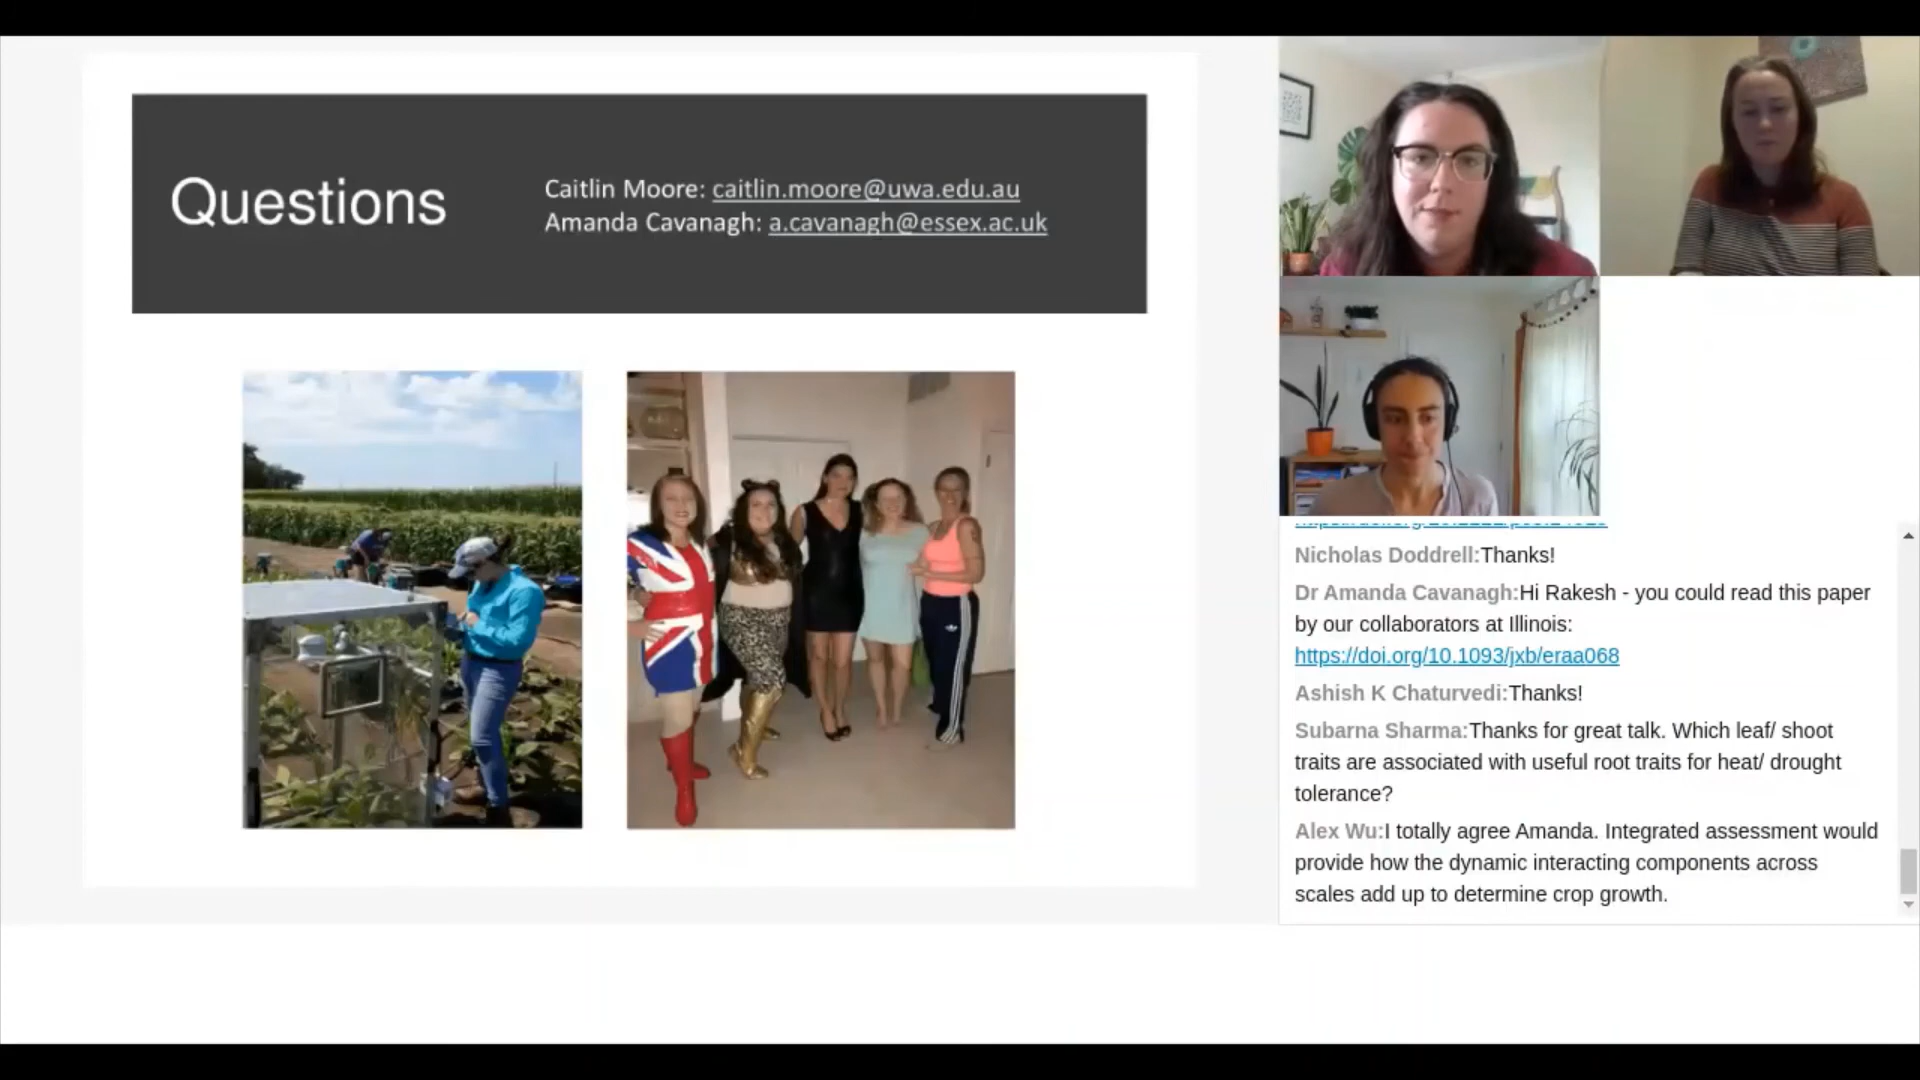 Questions
Caitlin Moore: caitlin.moore@uwa.edu.au
Amanda Cavanagh: a.cavanagh@essex.ac.uk
Nicholas Doddrell:Thanks!
Dr Amanda Cavanagh:Hi Rakesh - you could read this paper
by our collaborators at Illinois:
https://doi.org/10.1093/jxb/eraa068
Ashish K Chaturvedi:Thanks!
Subarna Sharma:Thanks for great talk. Which leaf/ shoot
traits are associated with useful root traits for heat/ drought
tolerance?
Alex Wu:I totally agree Amanda. Integrated assessment would
provide how the dynamic interacting components across
scales add up to determine crop growth.